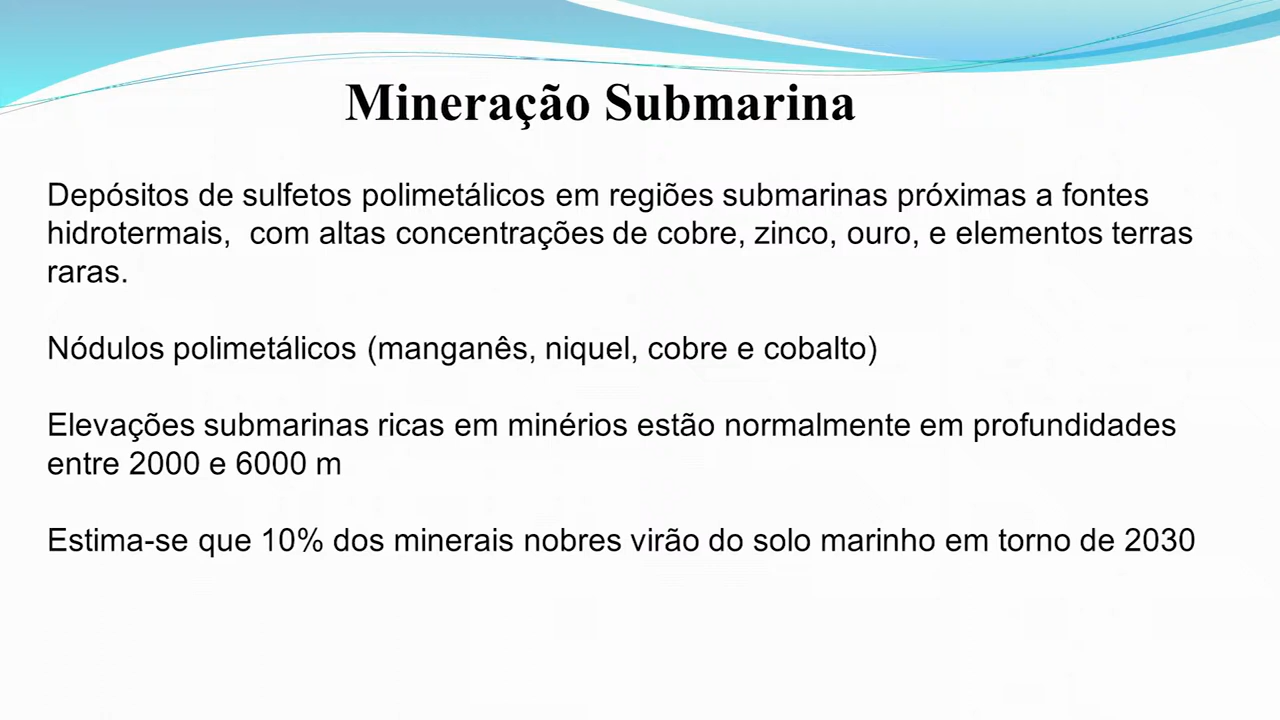 Mineração Submarina
Depósitos de sulfetos polimetálicos em regiões submarinas próximas a fontes
hidrotermais,  com altas concentrações de cobre, zinco, ouro, e elementos terras
raras.
Nódulos polimetálicos (manganês, niquel, cobre e cobalto)
Elevações submarinas ricas em minérios estão normalmente em profundidades
entre 2000 e 6000 m
Estima-se que 10% dos minerais nobres virão do solo marinho em torno de 2030